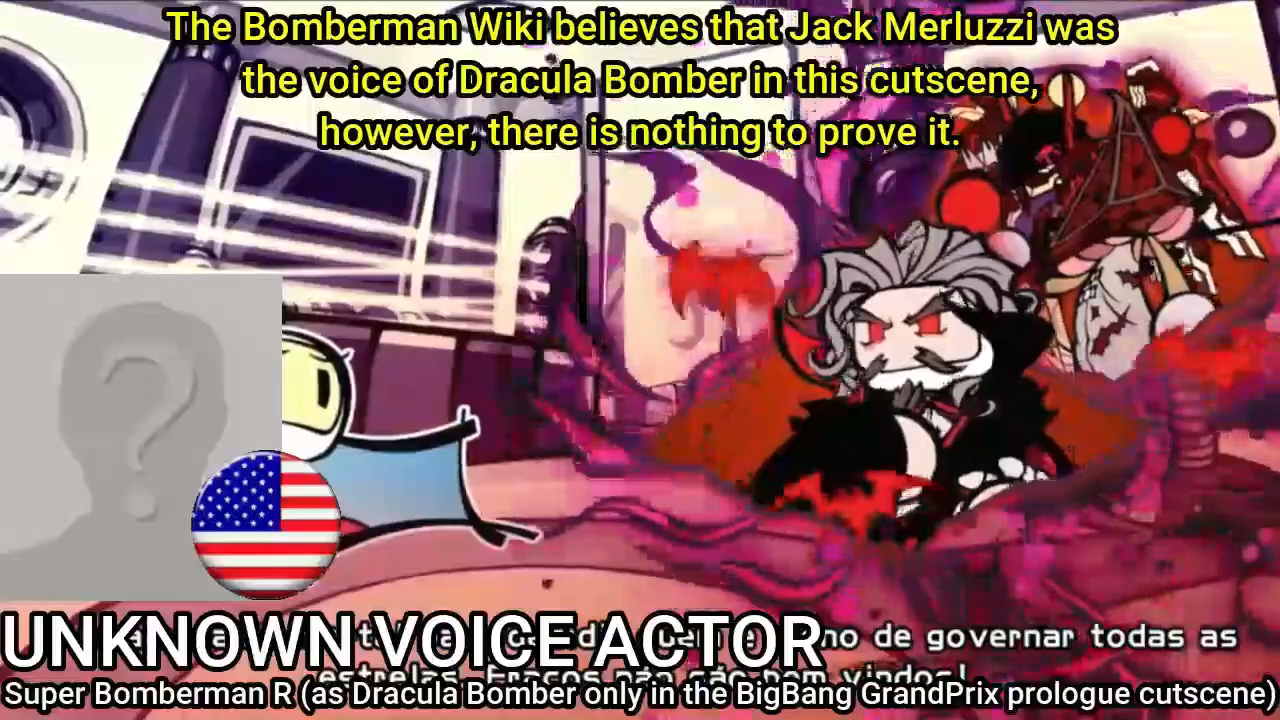 The Bomberman Wiki believes that Jack Merluzzi was
the voice of Dracula Bomber in this cutscene,
however, there is nothing to prove it.
UNKNOWN VOICE ACTOR
de governar todas as
Super Bomberman R (as Dracula Bomber only in the BigBang GrandPrix prologue cutscene)